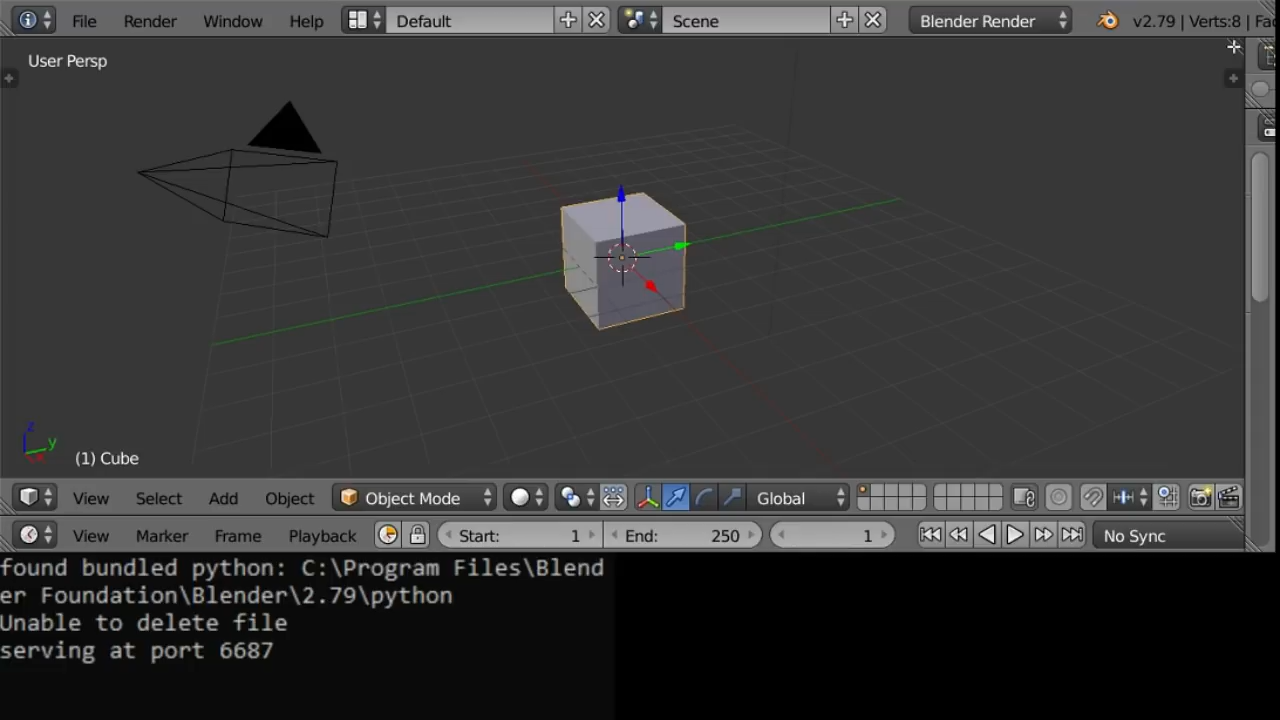 File Render Window Help Default Scene Blender Render v2.79 | Verts:8 |
User Persp
z
y
(1) Cube
View Select Add Object Object Mode Global
View Marker Frame Playback Start: 1 End: 250 1 No Sync
found bundled python: C:\Program Files\Blend
er Foundation\Blender\2.79\python
Unable to delete file
serving at port 6687